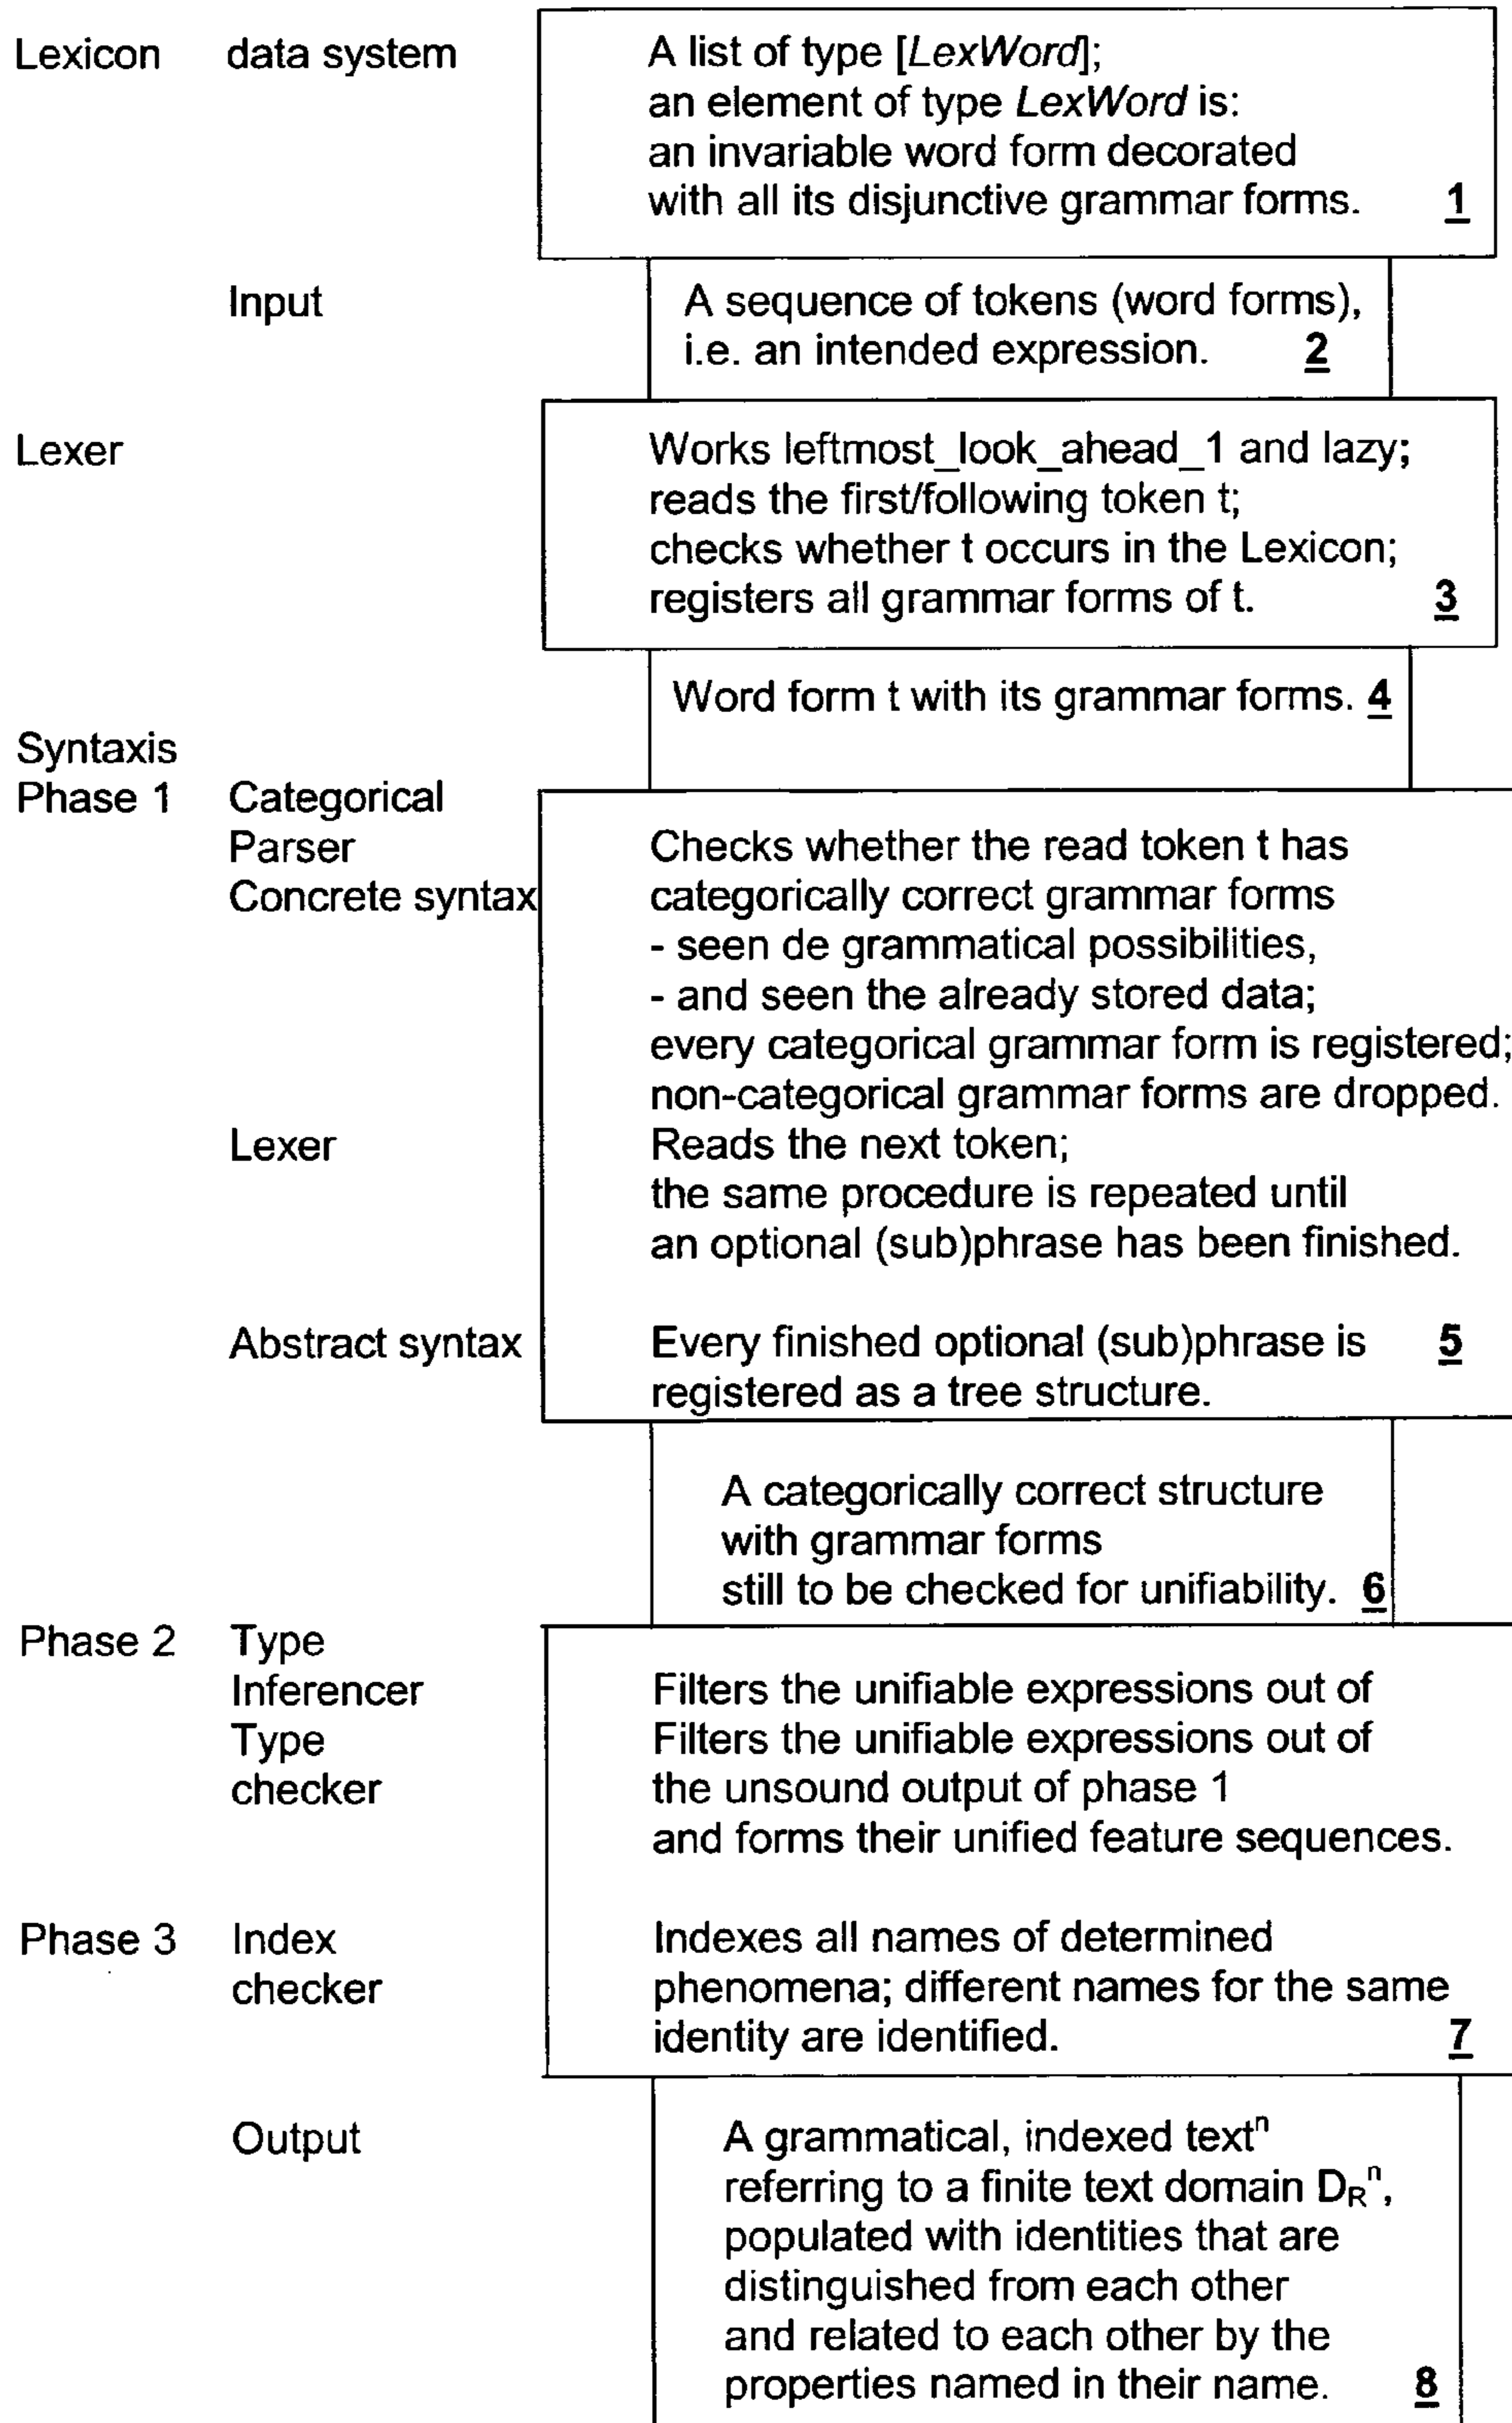 Lexicon data system A list of type [LexWord];
an element of type LexWord is:
an invariable word form decorated
with all its disjunctive grammar forms. 1
Input A sequence of tokens (word forms),
i.e. an intended expression. 2
Lexer Works leftmost_look_ahead_1 and lazy;
reads the first/following token t;
checks whether t occurs in the Lexicon;
registers all grammar forms of t. 3
Word form t with its grammar forms. 4
Syntaxis
Phase 1 Categorical
Parser Checks whether the read token t has
Concrete syntax categorically correct grammar forms
- seen de grammatical possibilities,
- and seen the already stored data;
every categorical grammar form is registered;
non-categorical grammar forms are dropped.
Lexer Reads the next token;
the same procedure is repeated until
an optional (sub)phrase has been finished.
Abstract syntax Every finished optional (sub)phrase is 5
registered as a tree structure.
A categorically correct structure
with grammar forms
still to be checked for unifiability. 6
Phase 2 Type
Inferencer Filters the unifiable expressions out of
Type Filters the unifiable expressions out of
checker the unsound output of phase 1
and forms their unified feature sequences.
Phase 3 Index Indexes all names of determined
checker phenomena; different names for the same
identity are identified. 7
Output A grammatical, indexed textⁿ
referring to a finite text domain D_Rⁿ,
populated with identities that are
distinguished from each other
and related to each other by the
properties named in their name. 8